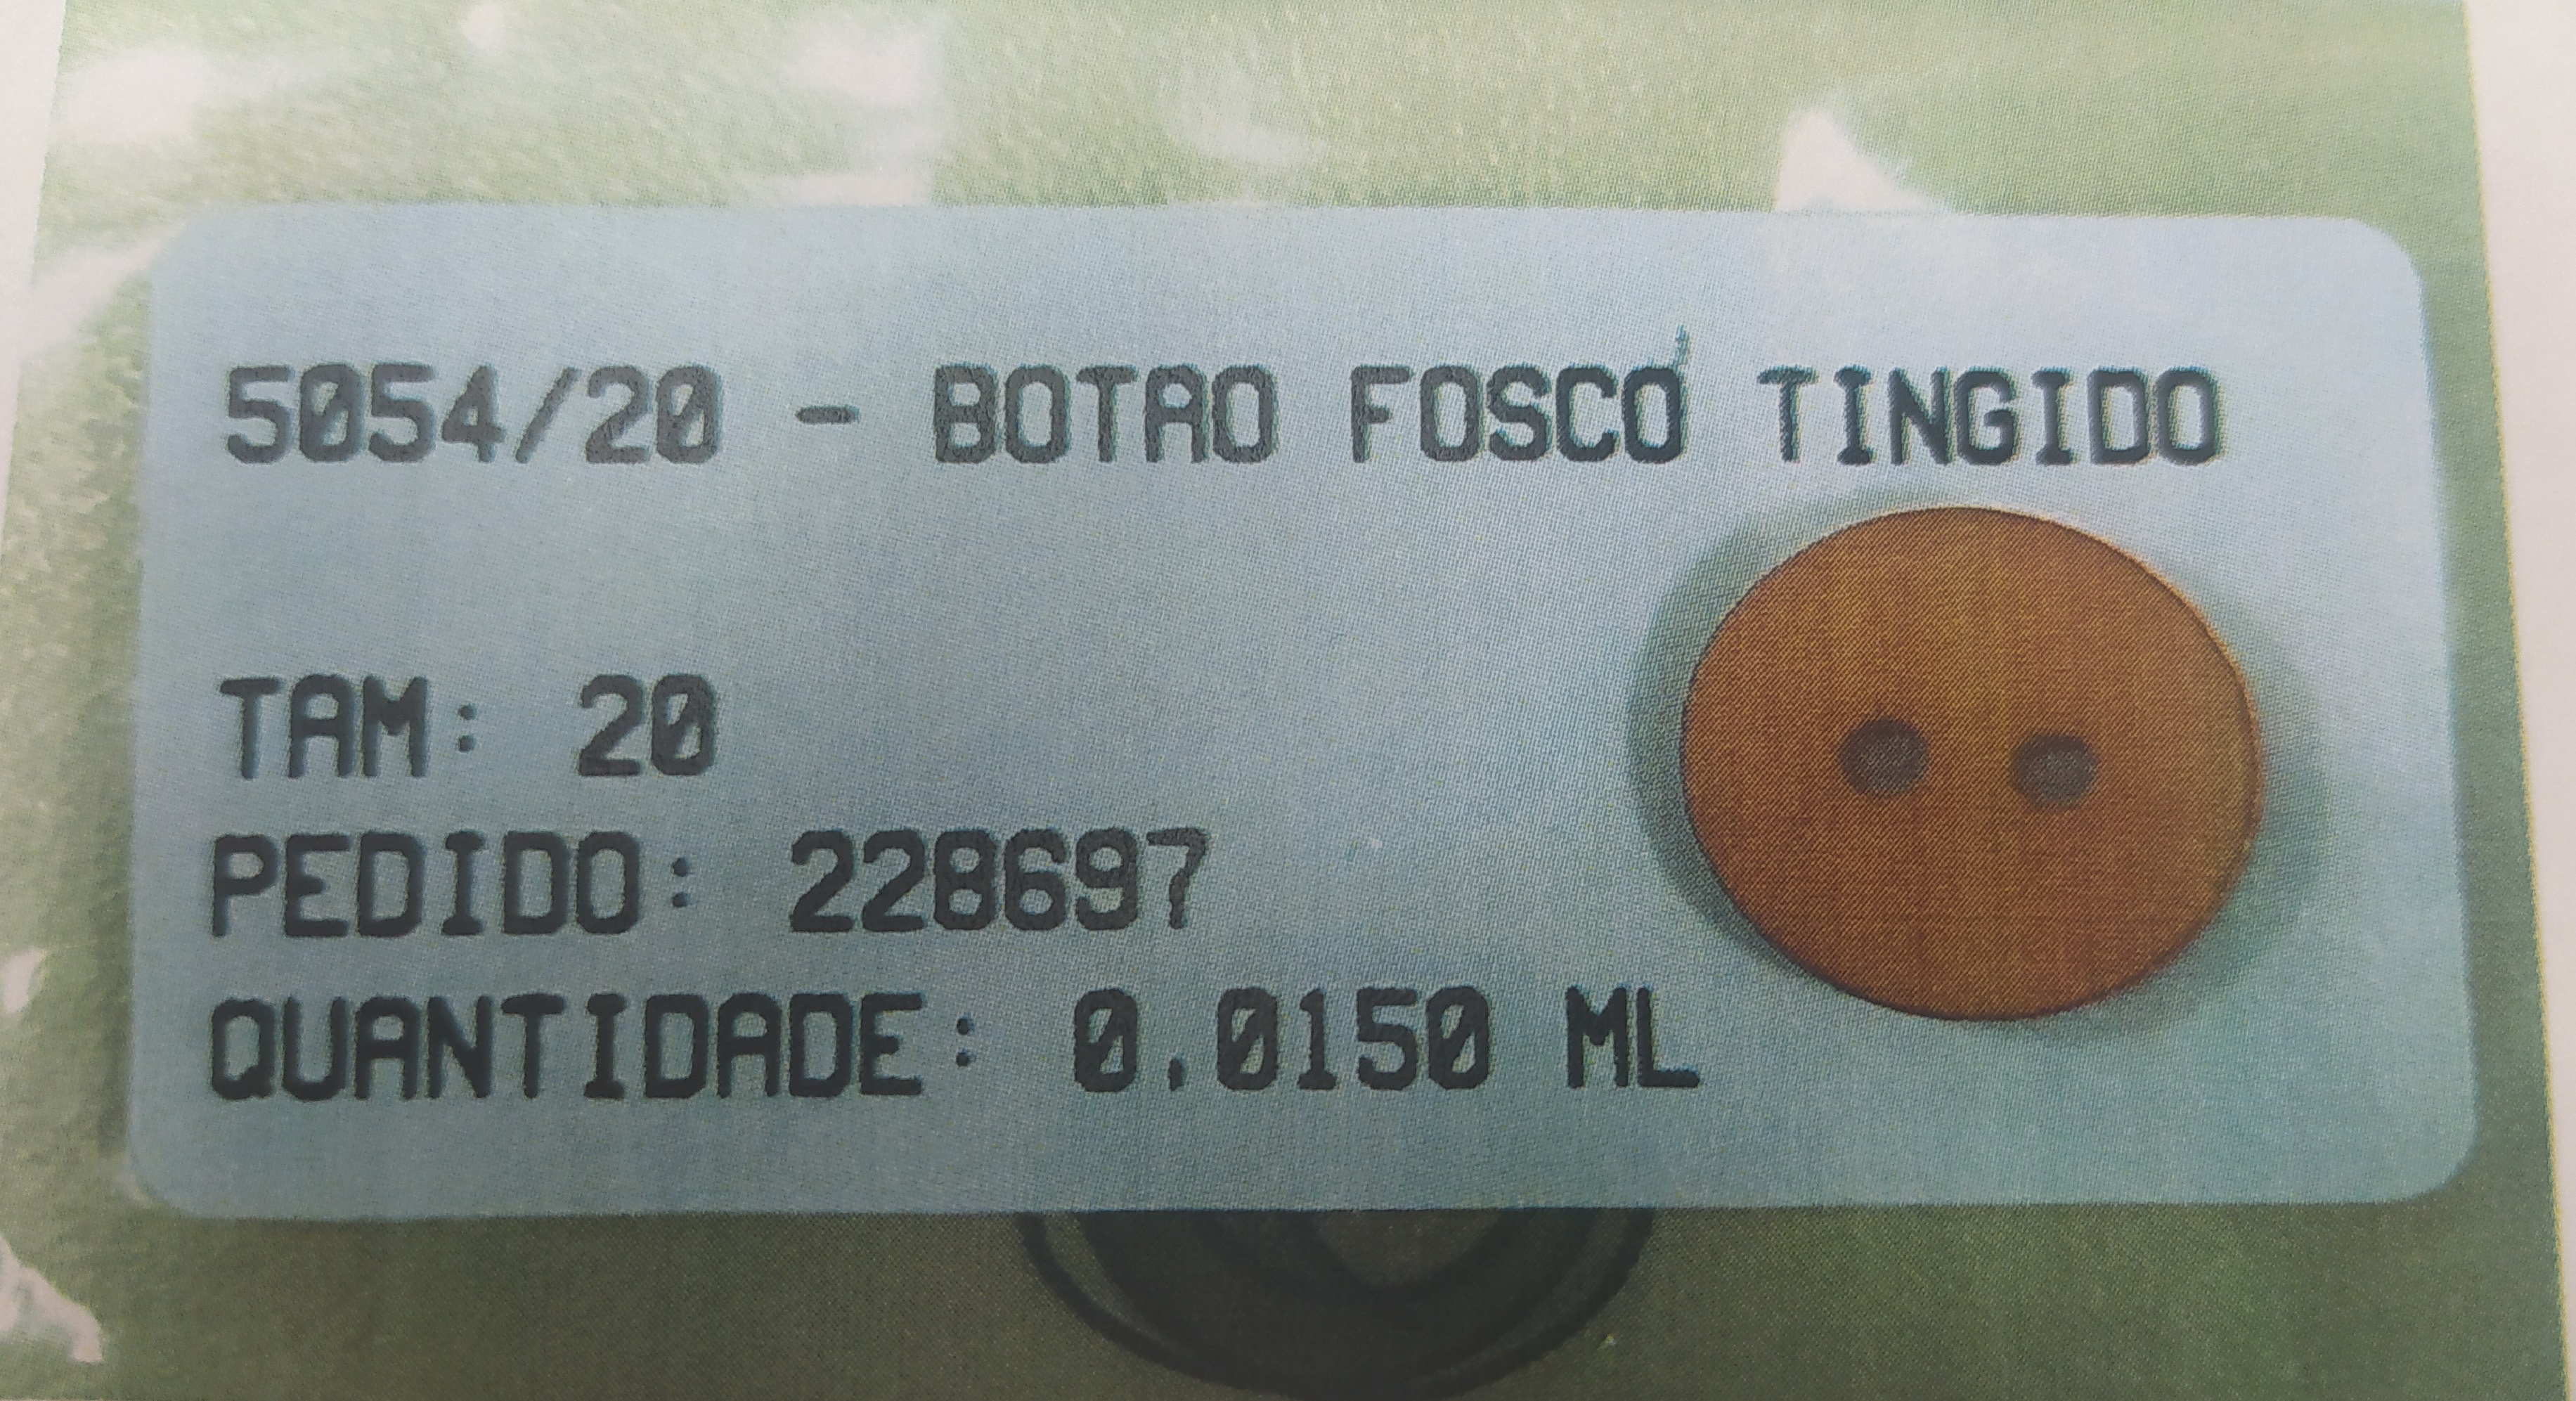 5054/20 - BOTAO FOSCO TINGIDO
TAM: 20
PEDIDO: 228697
QUANTIDADE: 0.0150 ML